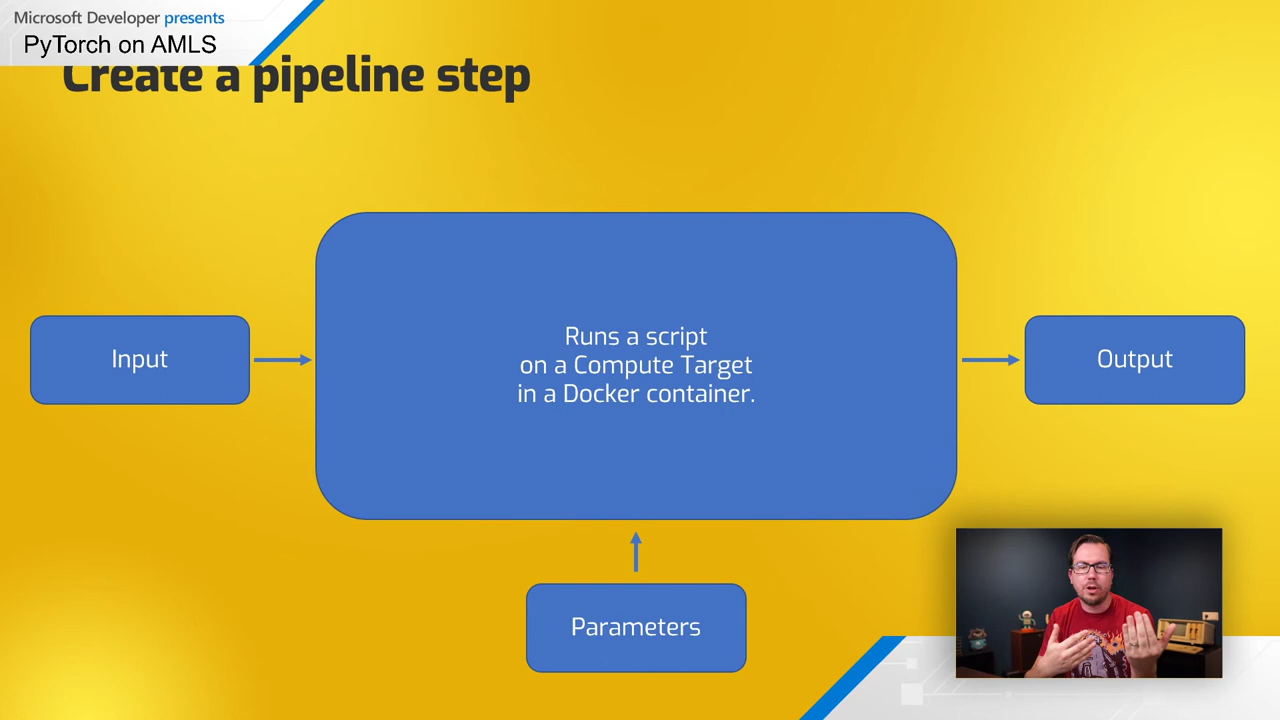 Microsoft Developer presents
PyTorch on AMLS
Create a pipeline step
Input
Runs a script
on a Compute Target
in a Docker container.
Output
Parameters